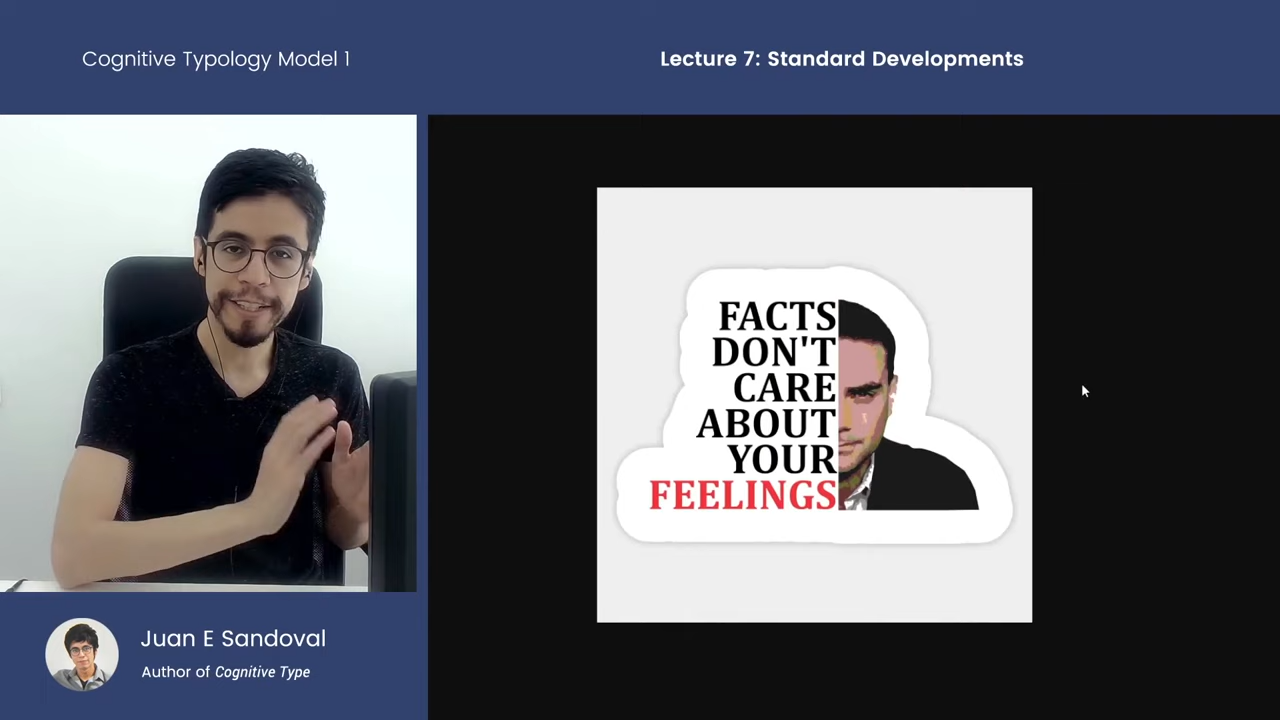 Cognitive Typology Model 1
Lecture 7: Standard Developments
FACTS
DON'T
CARE
ABOUT
YOUR
FEELINGS
Juan E Sandoval
Author of Cognitive Type